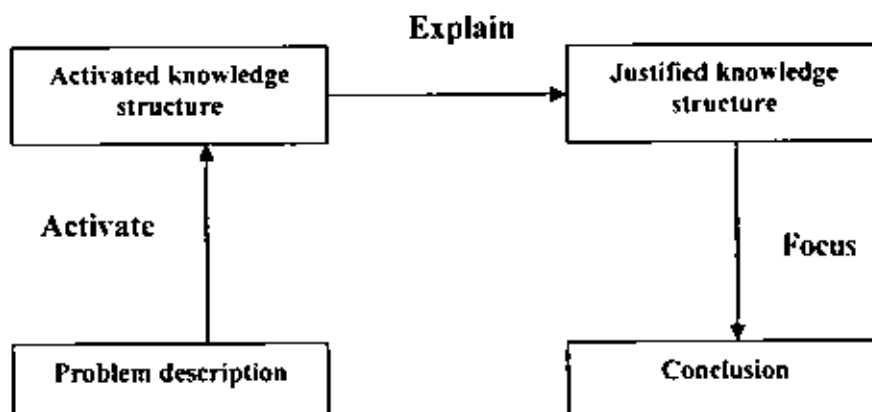 Explain
Activated knowledge
structure
Justified knowledge
structure
Activate
Focus
Problem description
Conclusion